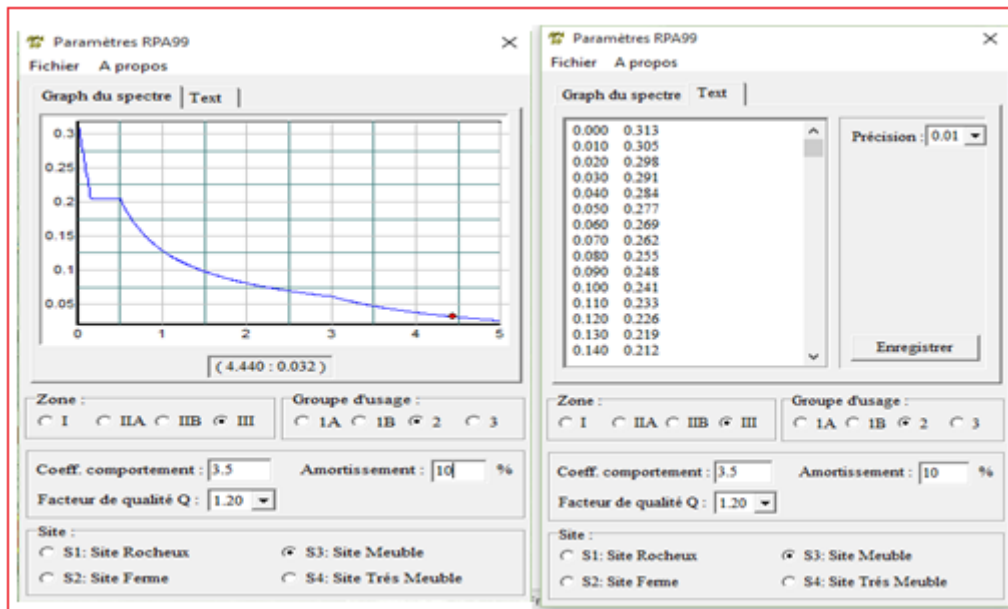 Paramètres RPA99
Fichier A propos
Graph du spectre Text
0.3
0.25
0.2
0.15
0.1
0.05
0 1 2 3 4 5
( 4.440 : 0.032 )
Zone :
I IIA IIB III
Groupe d'usage :
1A 1B 2 3
Coeff. comportement : 3.5 Amortissement : 10 %
Facteur de qualité Q : 1.20
Site :
S1: Site Rocheux S3: Site Meuble
S2: Site Ferme S4: Site Trés Meuble
Paramètres RPA99
Fichier A propos
Graph du spectre Text
0.000 0.313
0.010 0.305
0.020 0.298
0.030 0.291
0.040 0.284
0.050 0.277
0.060 0.269
0.070 0.262
0.080 0.255
0.090 0.248
0.100 0.241
0.110 0.233
0.120 0.226
0.130 0.219
0.140 0.212
Précision : 0.01
Enregistrer
Zone :
I IIA IIB III
Groupe d'usage :
1A 1B 2 3
Coeff. comportement : 3.5 Amortissement : 10 %
Facteur de qualité Q : 1.20
Site :
S1: Site Rocheux S3: Site Meuble
S2: Site Ferme S4: Site Trés Meuble